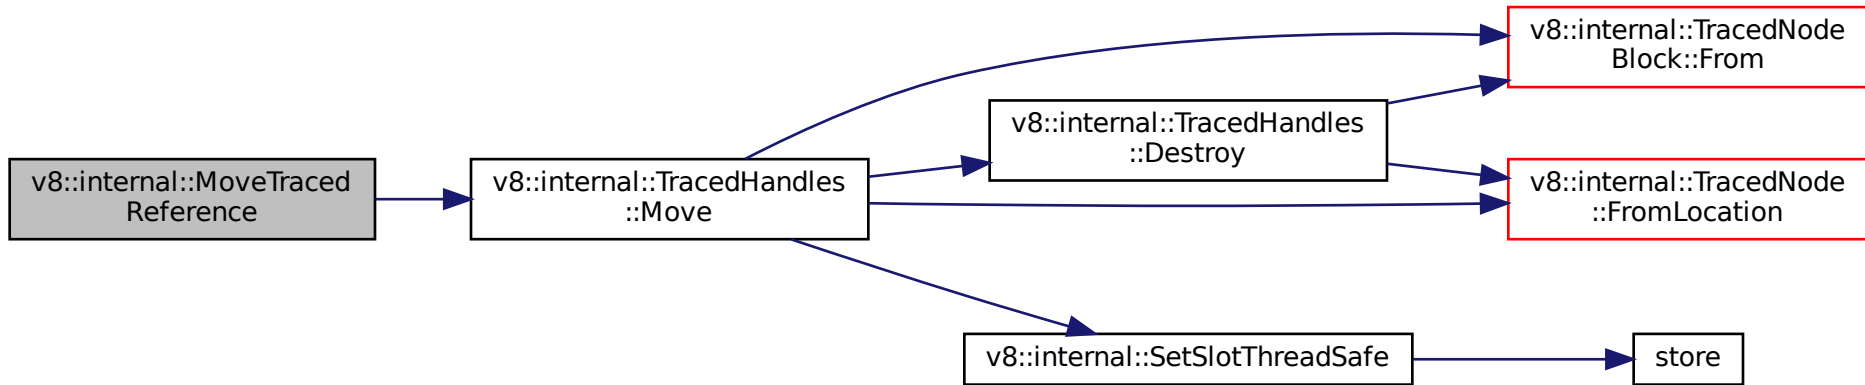 v8::internal::MoveTraced
Reference
v8::internal::TracedHandles
::Move
v8::internal::TracedHandles
::Destroy
v8::internal::TracedNode
Block::From
v8::internal::TracedNode
::FromLocation
v8::internal::SetSlotThreadSafe
store